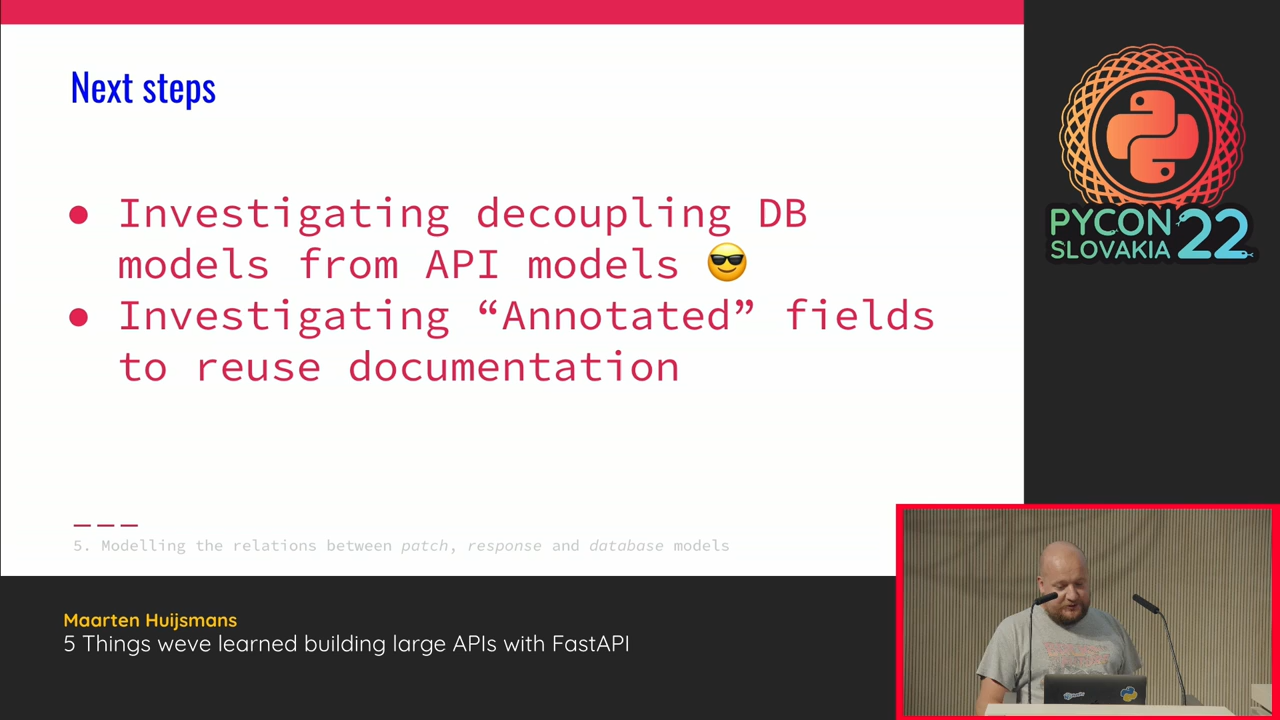 Next steps
● Investigating decoupling DB
models from API models 😎
● Investigating “Annotated” fields
to reuse documentation
5. Modelling the relations between patch, response and database models
PYCON
SLOVAKIA 22
Maarten Huijsmans
5 Things weve learned building large APIs with FastAPI